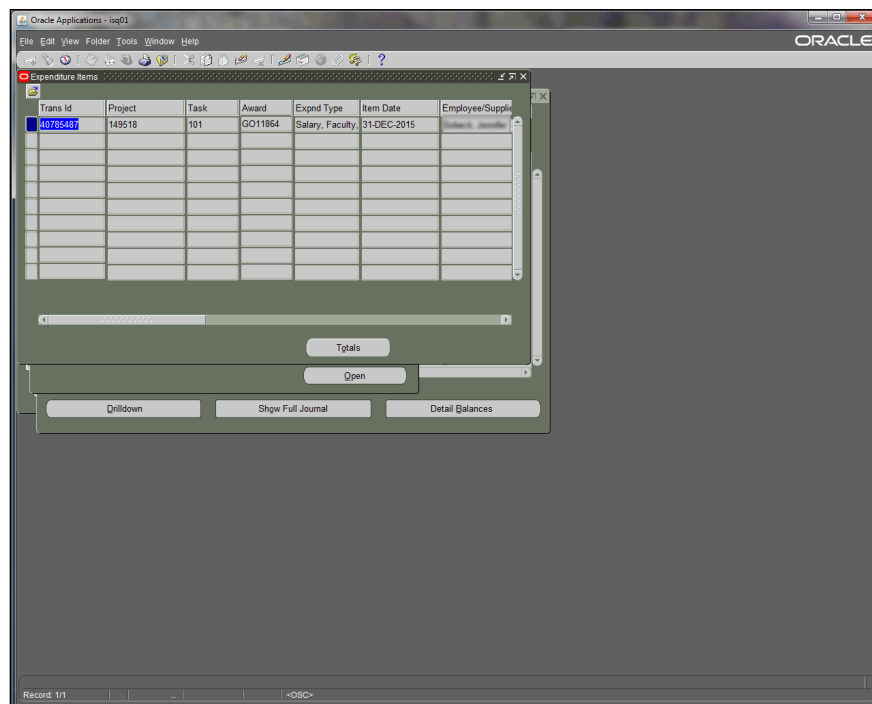 Oracle Applications - isq01
File Edit View Folder Tools Window Help
ORACLE
Expenditure Items
Trans Id Project Task Award Expnd Type Item Date Employee/Supplie
40785487 149518 101 GO11864 Salary, Faculty, 31-DEC-2015
Totals
Open
Drilldown Show Full Journal Detail Balances
Record: 1/1 ... <OSC>